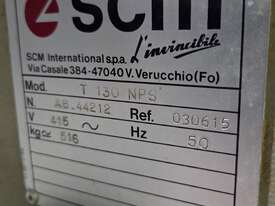 scm
L'invincibile
SCM International s.p.a.
Via Casale 384-47040 V. Verucchio (Fo)
Mod. T 130 NPS
N. AB.44212 Ref. 030615
V 415 ~ Hz 50
kg ≃ 516